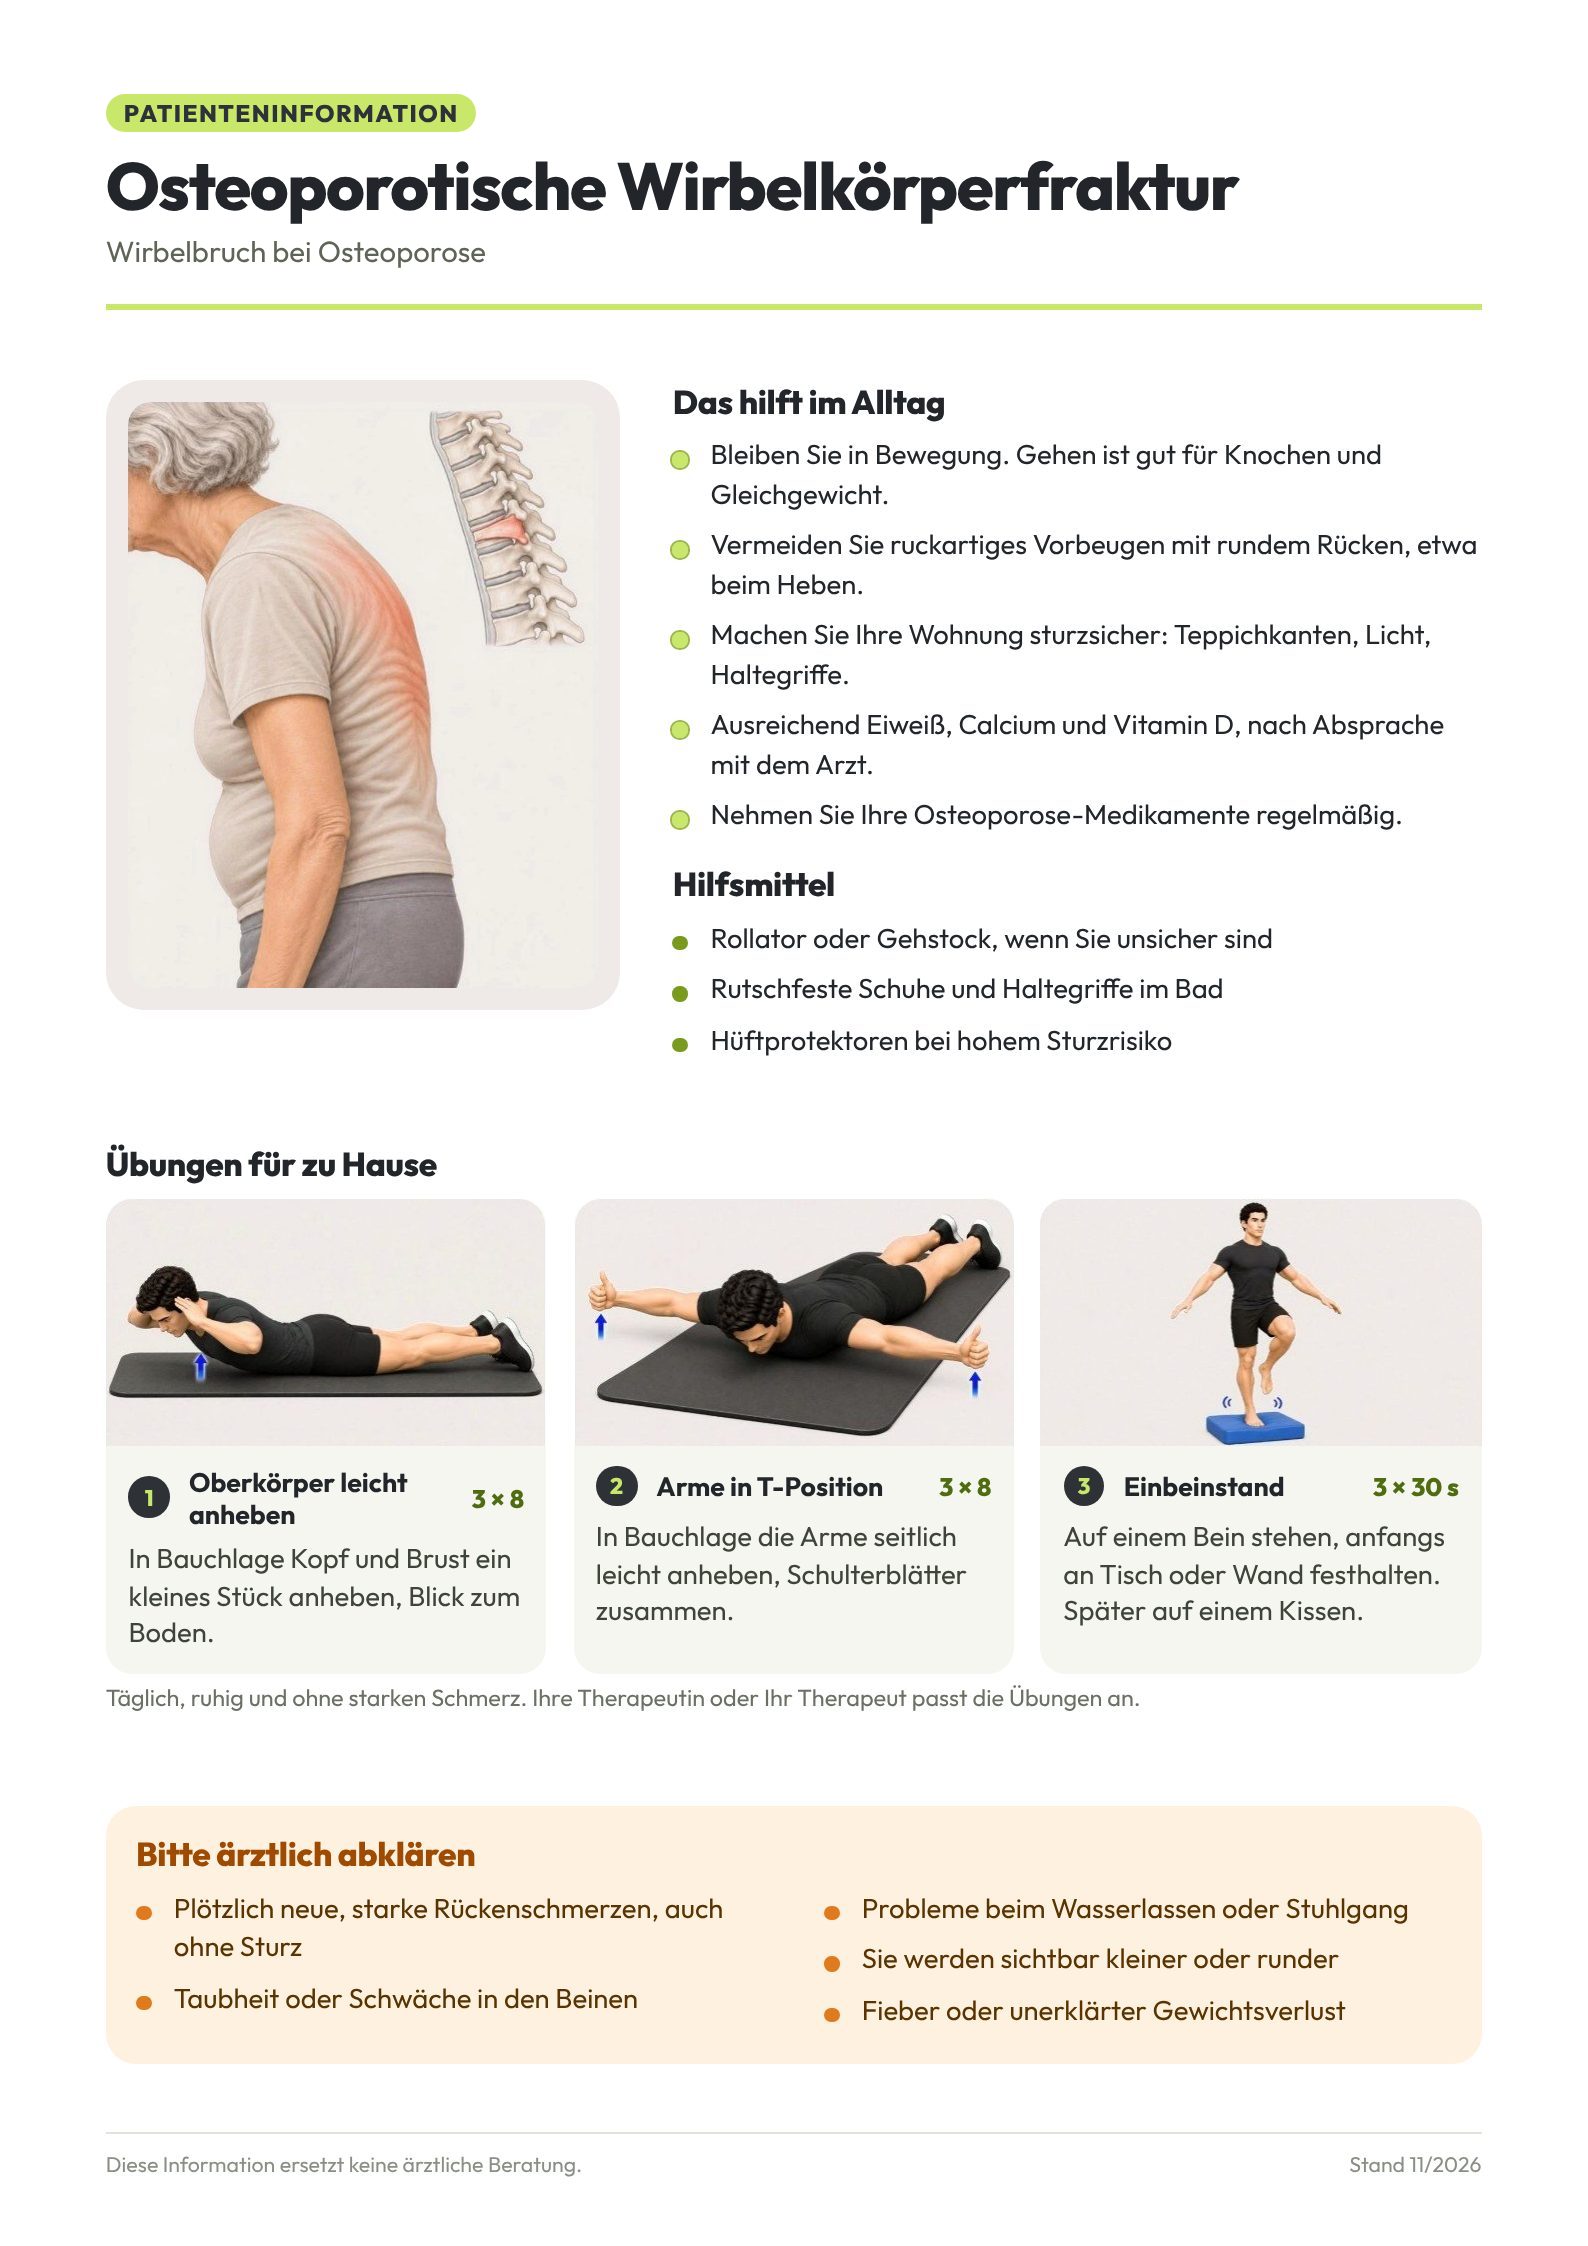 PATIENTENINFORMATION
Osteoporotische Wirbelkörperfraktur
Wirbelbruch bei Osteoporose
Das hilft im Alltag
Bleiben Sie in Bewegung. Gehen ist gut für Knochen und
Gleichgewicht.
Vermeiden Sie ruckartiges Vorbeugen mit rundem Rücken, etwa
beim Heben.
Machen Sie Ihre Wohnung sturzsicher: Teppichkanten, Licht,
Haltegriffe.
Ausreichend Eiweiß, Calcium und Vitamin D, nach Absprache
mit dem Arzt.
Nehmen Sie Ihre Osteoporose-Medikamente regelmäßig.
Hilfsmittel
Rollator oder Gehstock, wenn Sie unsicher sind
Rutschfeste Schuhe und Haltegriffe im Bad
Hüftprotektoren bei hohem Sturzrisiko
Übungen für zu Hause
1 Oberkörper leicht
anheben 3 × 8
In Bauchlage Kopf und Brust ein
kleines Stück anheben, Blick zum
Boden.
2 Arme in T-Position 3 × 8
In Bauchlage die Arme seitlich
leicht anheben, Schulterblätter
zusammen.
3 Einbeinstand 3 × 30 s
Auf einem Bein stehen, anfangs
an Tisch oder Wand festhalten.
Später auf einem Kissen.
Täglich, ruhig und ohne starken Schmerz. Ihre Therapeutin oder Ihr Therapeut passt die Übungen an.
Bitte ärztlich abklären
Plötzlich neue, starke Rückenschmerzen, auch
ohne Sturz
Taubheit oder Schwäche in den Beinen
Probleme beim Wasserlassen oder Stuhlgang
Sie werden sichtbar kleiner oder runder
Fieber oder unerklärter Gewichtsverlust
Diese Information ersetzt keine ärztliche Beratung.
Stand 11/2026